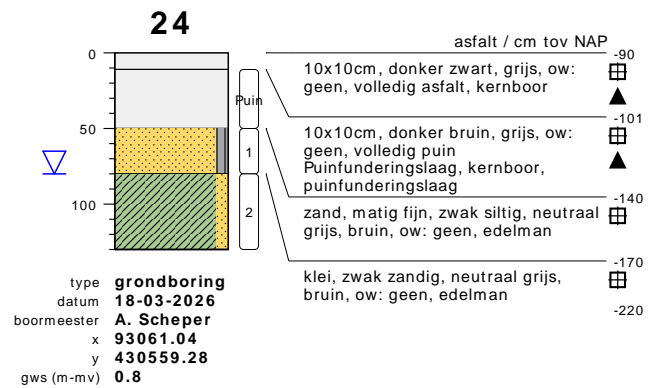 24
asfalt / cm tov NAP
0
50
100
Puin
1
2
-90
10x10cm, donker zwart, grijs, ow:
geen, volledig asfalt, kernboor
-101
10x10cm, donker bruin, grijs, ow:
geen, volledig puin
Puinfunderingslaag, kernboor,
puinfunderingslaag
-140
zand, matig fijn, zwak siltig, neutraal
grijs, bruin, ow: geen, edelman
-170
klei, zwak zandig, neutraal grijs,
bruin, ow: geen, edelman
-220
type grondboring
datum 18-03-2026
boormeester A. Scheper
x 93061.04
y 430559.28
gws (m-mv) 0.8